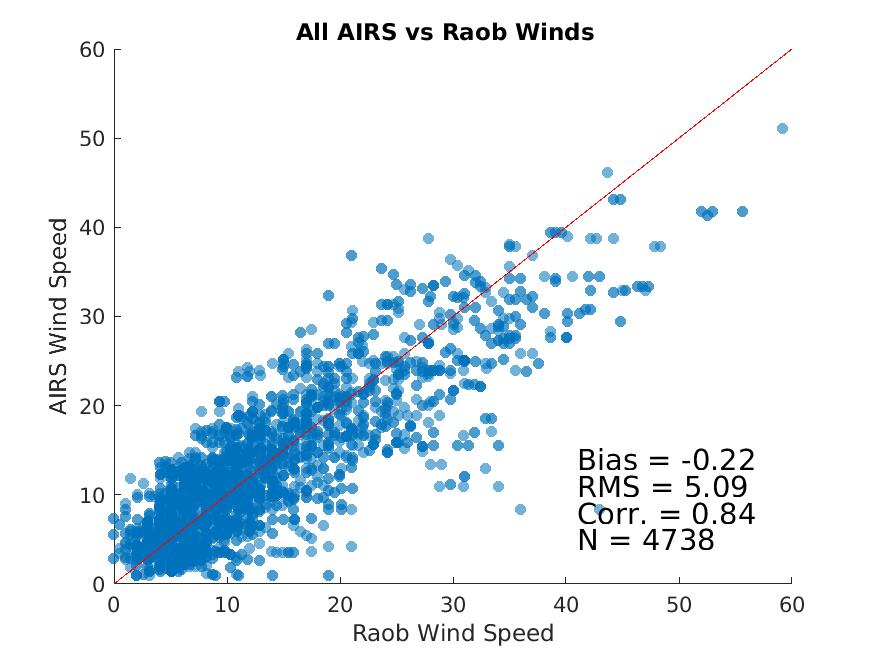 All AIRS vs Raob Winds
60
50
40
30
20
10
0
AIRS Wind Speed
Bias = -0.22
RMS = 5.09
Corr. = 0.84
N = 4738
0 10 20 30 40 50 60
Raob Wind Speed